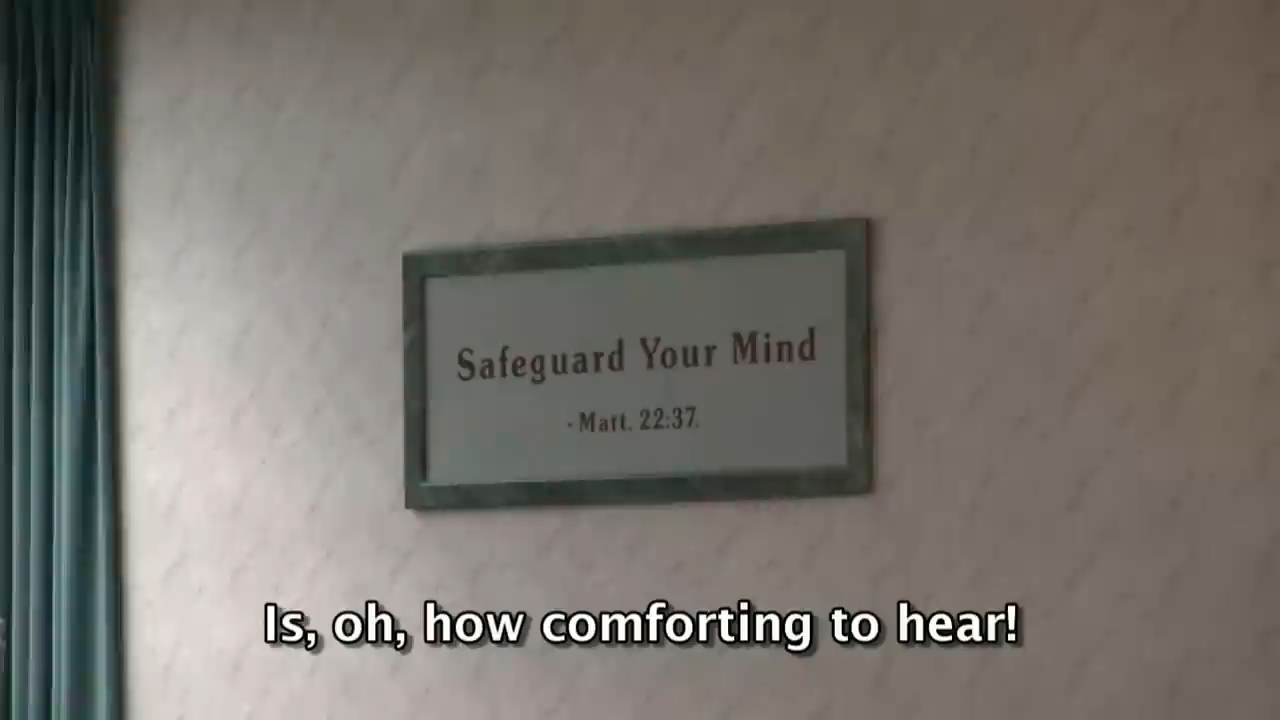 Safeguard Your Mind
- Matt. 22:37.
Is, oh, how comforting to hear!